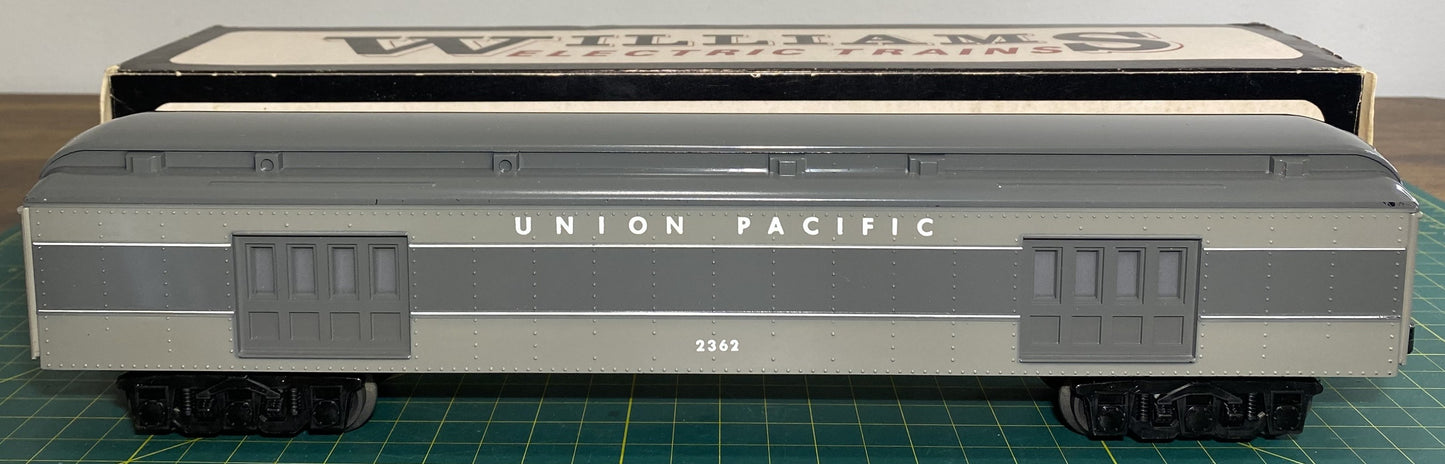 WILLIAMS
ELECTRIC TRAINS
UNION PACIFIC
2362